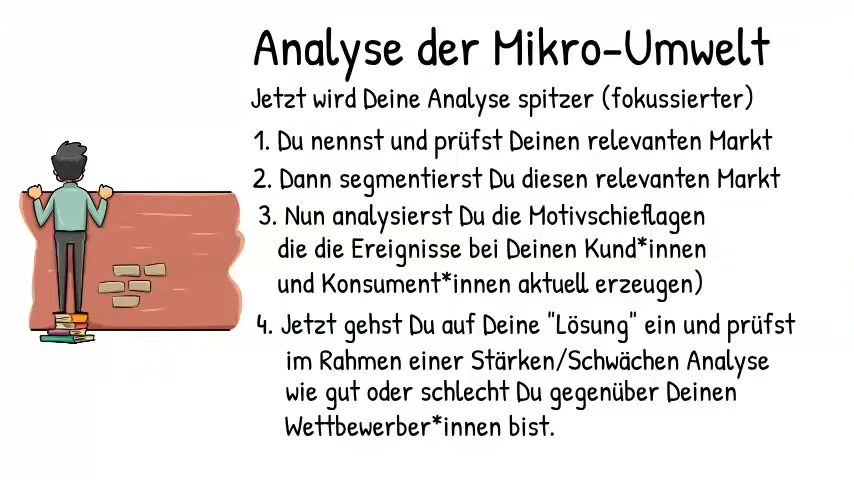 Analyse der Mikro-Umwelt
Jetzt wird Deine Analyse spitzer (fokussierter)
1. Du nennst und prüfst Deinen relevanten Markt
2. Dann segmentierst Du diesen relevanten Markt
3. Nun analysierst Du die Motivschieflagen
die die Ereignisse bei Deinen Kund*innen
und Konsument*innen aktuell erzeugen)
4. Jetzt gehst Du auf Deine "Lösung" ein und prüfst
im Rahmen einer Stärken/Schwächen Analyse
wie gut oder schlecht Du gegenüber Deinen
Wettbewerber*innen bist.